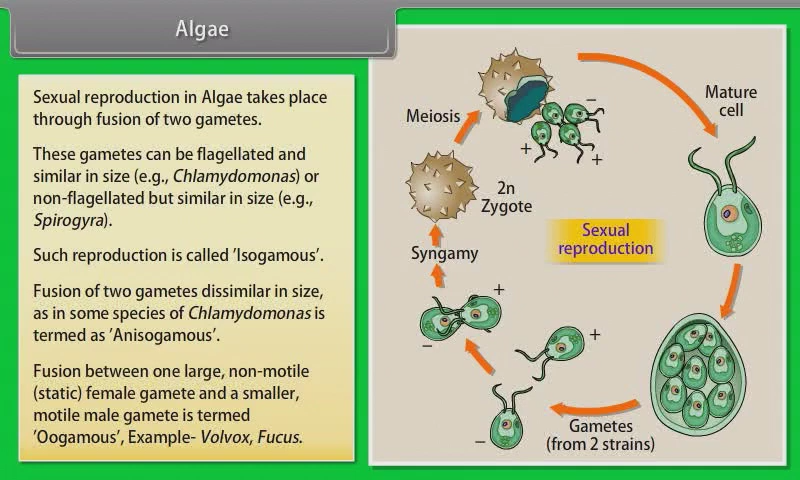 Algae
Sexual reproduction in Algae takes place
through fusion of two gametes.
These gametes can be flagellated and
similar in size (e.g., Chlamydomonas) or
non-flagellated but similar in size (e.g.,
Spirogyra).
Such reproduction is called 'Isogamous'.
Fusion of two gametes dissimilar in size,
as in some species of Chlamydomonas is
termed as 'Anisogamous'.
Fusion between one large, non-motile
(static) female gamete and a smaller,
motile male gamete is termed
'Oogamous', Example- Volvox, Fucus.
Meiosis
–
+
+
Mature
cell
2n
Zygote
Sexual
reproduction
Syngamy
+
–
+
–
Gametes
(from 2 strains)